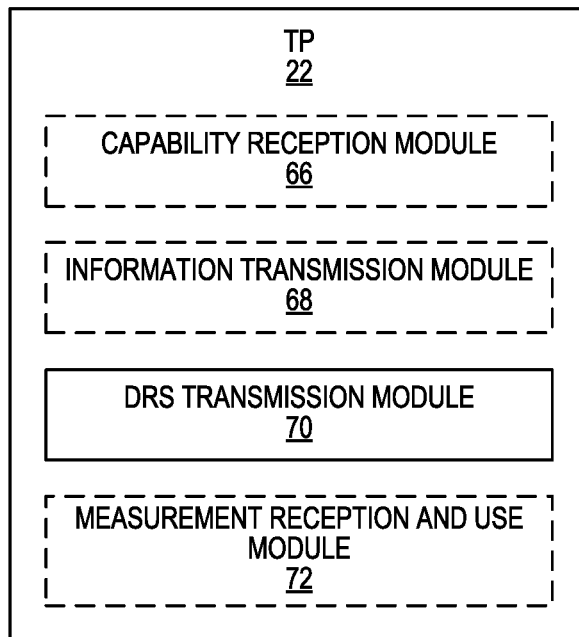 TP
22
CAPABILITY RECEPTION MODULE
66
INFORMATION TRANSMISSION MODULE
68
DRS TRANSMISSION MODULE
70
MEASUREMENT RECEPTION AND USE
MODULE
72